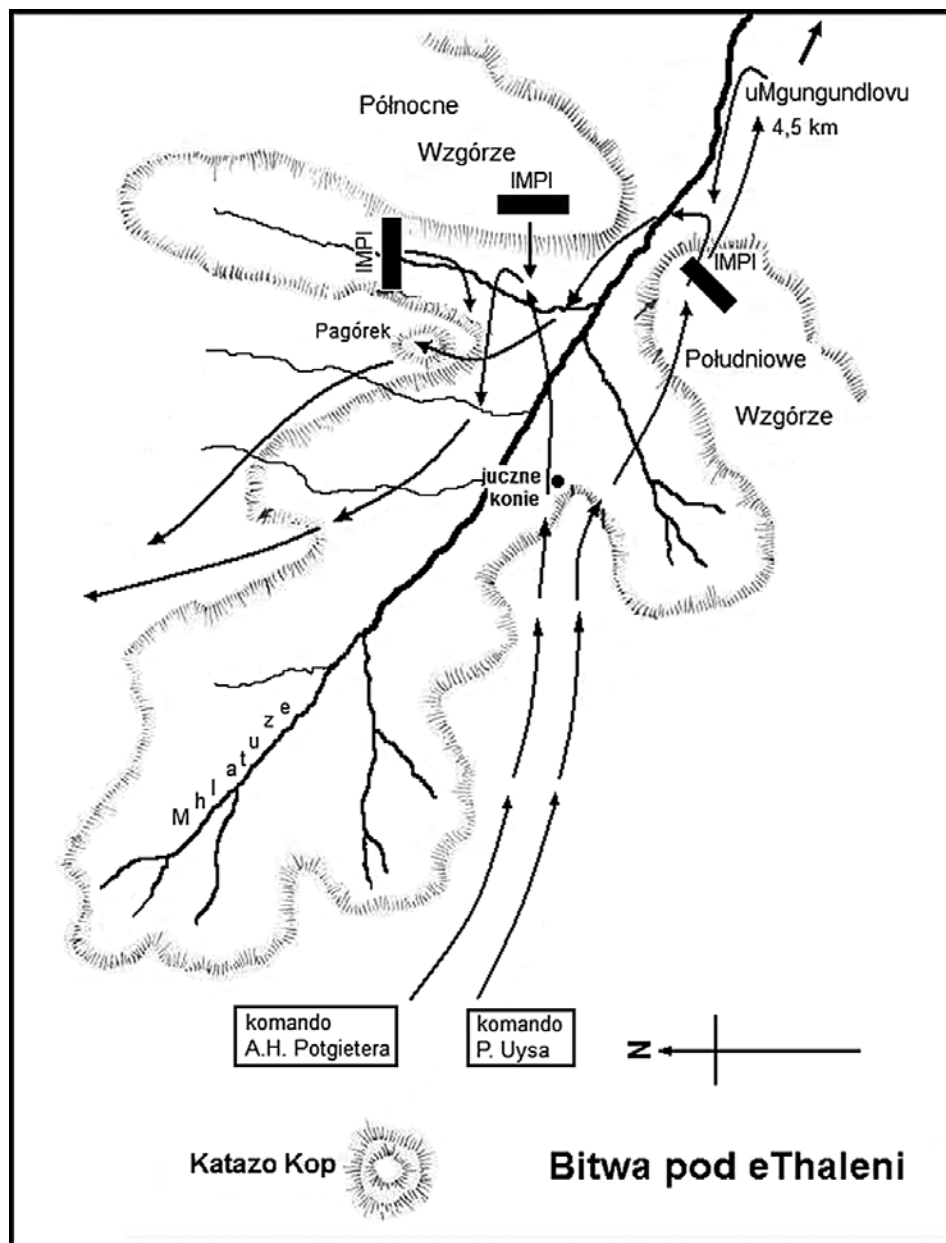 uMgungundlovu
4,5 km
Północne
Wzgórze
IMPI
IMPI
IMPI
Pagórek
Południowe
Wzgórze
juczne
konie
Mhlatuze
komando
A.H. Potgietera
komando
P. Uysa
N
Katazo Kop
Bitwa pod eThaleni